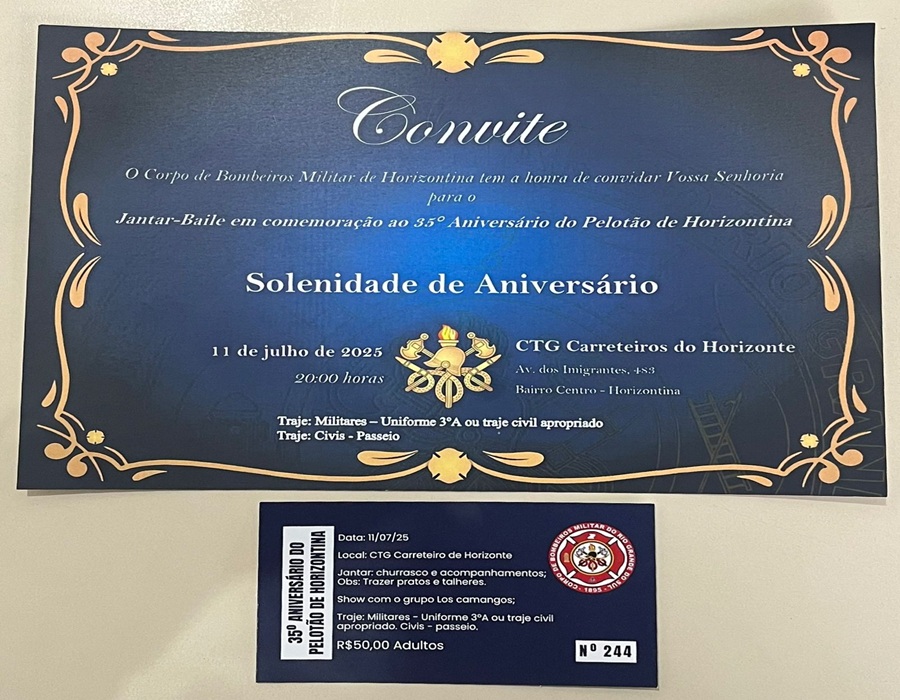 Convite
O Corpo de Bombeiros Militar de Horizontina tem a honra de convidar Vossa Senhoria
para o
Jantar-Baile em comemoração ao 35º Aniversário do Pelotão de Horizontina
Solenidade de Aniversário
11 de julho de 2025
20:00 horas
CTG Carreteiros do Horizonte
Av. dos Imigrantes, 483
Bairro Centro - Horizontina
Traje: Militares – Uniforme 3ºA ou traje civil apropriado
Traje: Civis - Passeio
35º ANIVERSÁRIO DO
PELOTÃO DE HORIZONTINA
Data: 11/07/25
Local: CTG Carreteiro de Horizonte
Jantar: churrasco e acompanhamentos;
Obs: Trazer pratos e talheres.
Show com o grupo Los camangos;
Traje: Militares - Uniforme 3ºA ou traje civil
apropriado. Civis - passeio.
R$50,00 Adultos
CORPO DE BOMBEIROS MILITAR DO RIO GRANDE DO SUL
- 1895 -
Nº 244